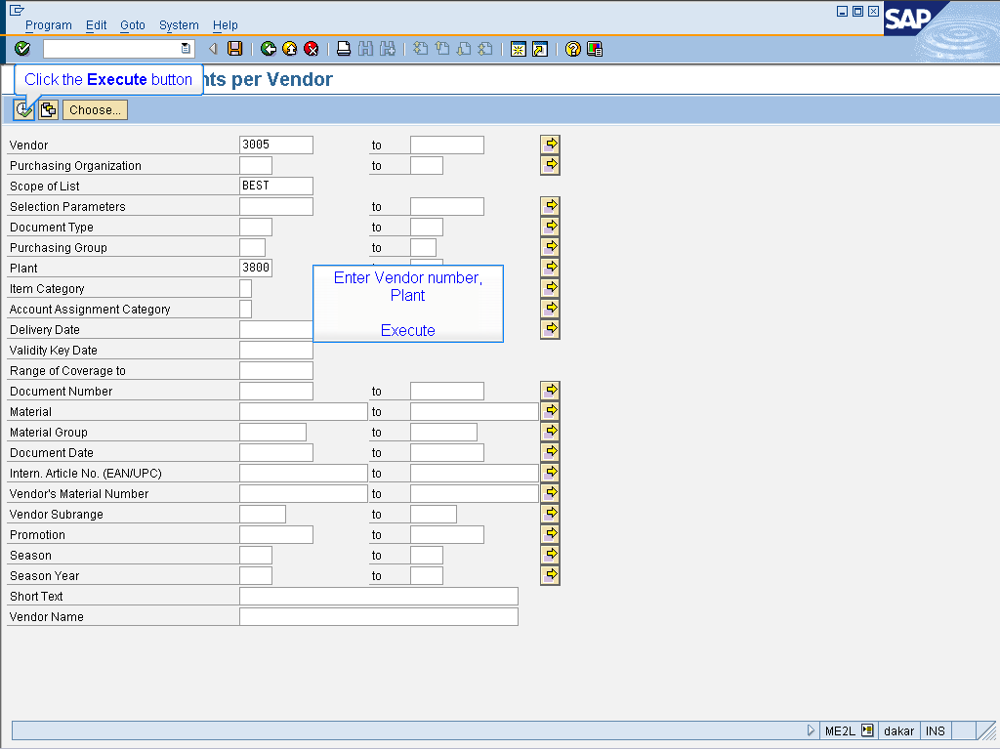 Program Edit Goto System Help
SAP
Click the Execute button
nts per Vendor
Choose...
Vendor 3005 to
Purchasing Organization to
Scope of List BEST
Selection Parameters to
Document Type to
Purchasing Group to
Plant 3800
Item Category
Account Assignment Category
Delivery Date
Enter Vendor number,
Plant
Execute
Validity Key Date
Range of Coverage to
Document Number to
Material to
Material Group to
Document Date to
Intern. Article No. (EAN/UPC) to
Vendor's Material Number to
Vendor Subrange to
Promotion to
Season to
Season Year to
Short Text
Vendor Name
ME2L dakar INS